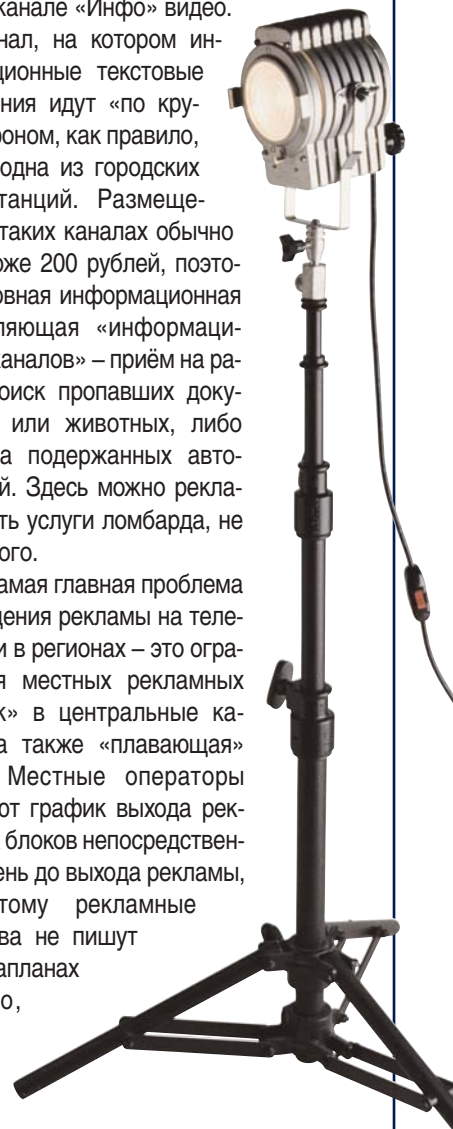 канале «Инфо» видео.
нал, на котором ин-
ционные текстовые
ния идут «по кру-
роном, как правило,
одна из городских
танций. Размеще-
таких каналах обычно
оже 200 рублей, поэто-
овная информационная
ляющая «информаци-
каналов» – приём на ра-
оиск пропавших доку-
или животных, либо
а подержанных авто-
й. Здесь можно рекла-
ть услуги ломбарда, не
ого.
амая главная проблема
цения рекламы на теле-
и в регионах – это огра-
я местных рекламных
к» в центральные ка-
а также «плавающая»
Местные операторы
от график выхода рек-
х блоков непосредствен-
ень до выхода рекламы,
тому рекламные
ва не пишут
апланах
о,